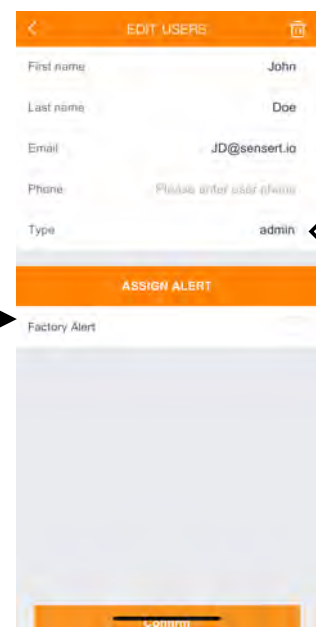 EDIT USERS
First name John
Last name Doe
Email JD@sensert.io
Phone Please enter user phone
Type admin
ASSIGN ALERT
Factory Alert
Confirm